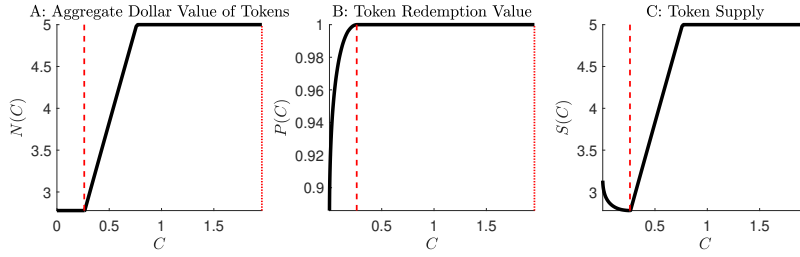 A: Aggregate Dollar Value of Tokens
B: Token Redemption Value
C: Token Supply
N(C)
5
4.5
4
3.5
3
0
0.5
1
1.5
C
P(C)
1
0.98
0.96
0.94
0.92
0.9
0.5
1
1.5
C
S(C)
5
4.5
4
3.5
3
0.5
1
1.5
C